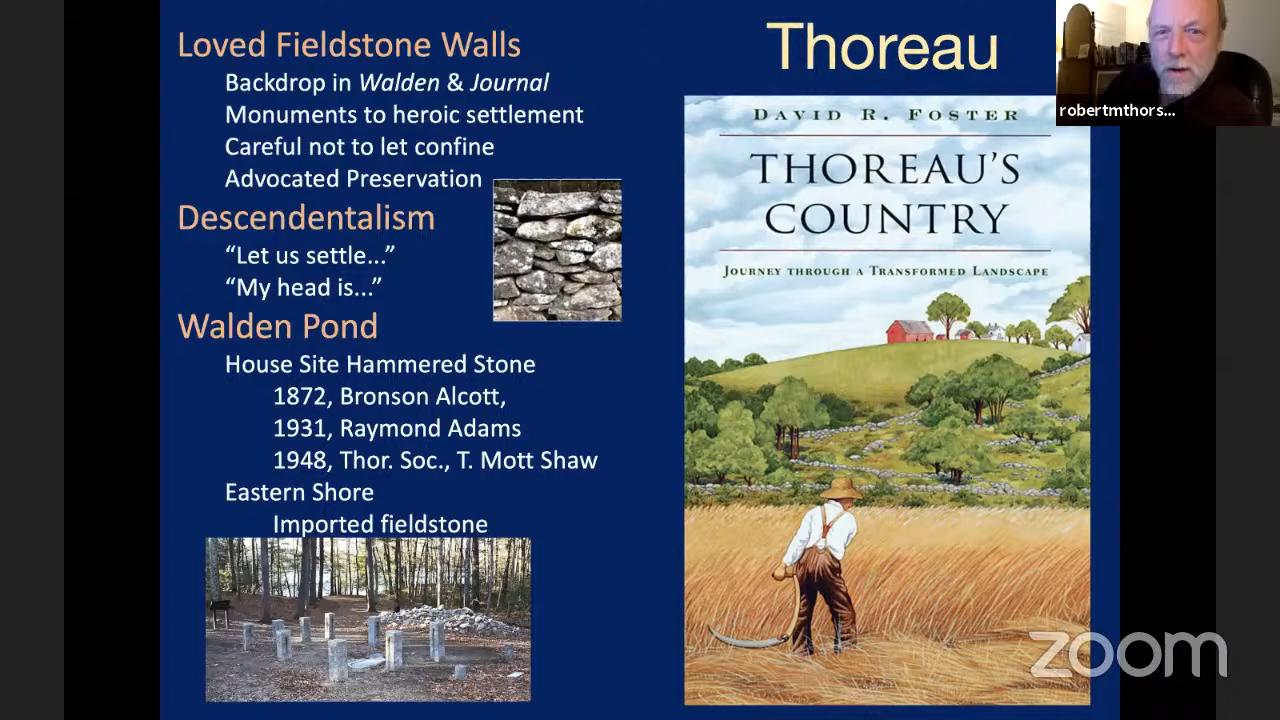 Loved Fieldstone Walls
Backdrop in Walden & Journal
Monuments to heroic settlement
Careful not to let confine
Advocated Preservation
Descendentalism
“Let us settle...”
“My head is...”
Walden Pond
House Site Hammered Stone
1872, Bronson Alcott,
1931, Raymond Adams
1948, Thor. Soc., T. Mott Shaw
Eastern Shore
Imported fieldstone
Thoreau
DAVID R. FOSTER
THOREAU'S
COUNTRY
JOURNEY THROUGH A TRANSFORMED LANDSCAPE
robertmthors...
zoom